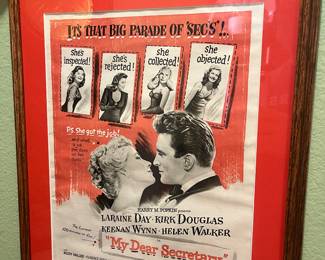 IT'S THAT BIG PARADE OF 'SEC'S'!..
she's inspected!
she's rejected!
she collected!
she objected!
P.S. She got the job!
HARRY M. POPKIN presents
LARAINE DAY · KIRK DOUGLAS
KEENAN WYNN · HELEN WALKER
"My Dear Secretary"